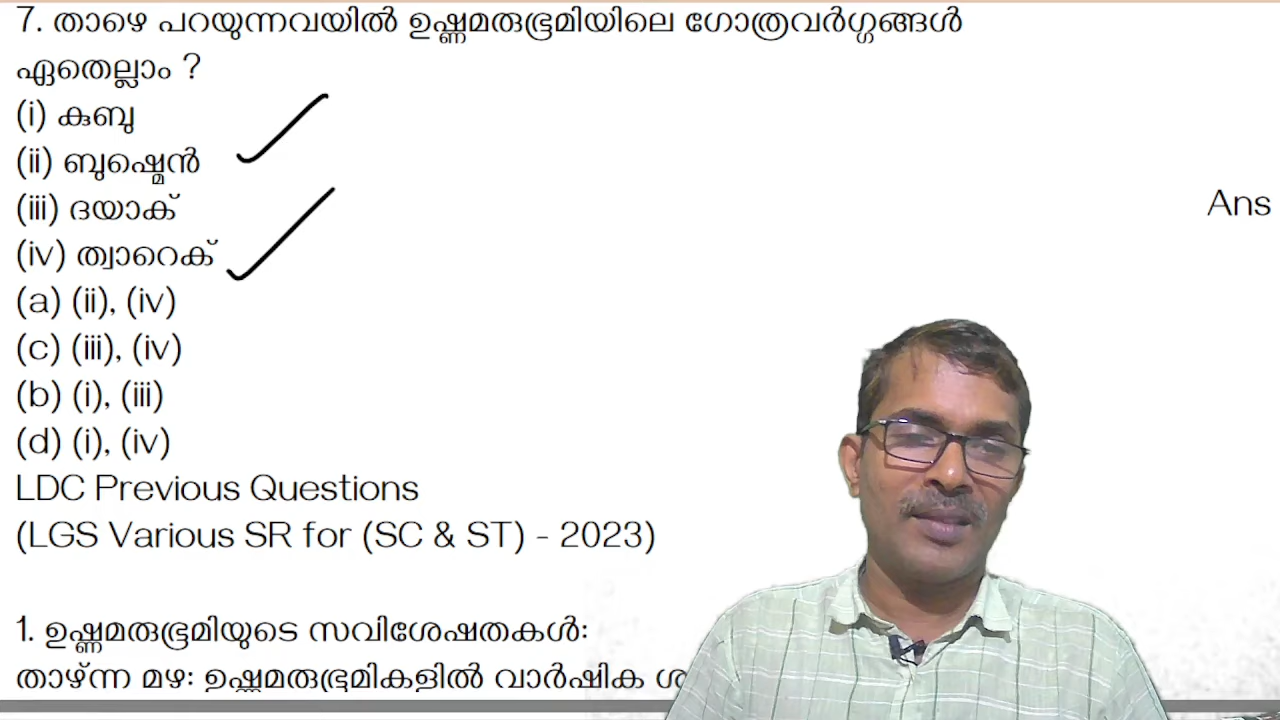 7. താഴെ പറയുന്നവയിൽ ഉഷ്ണമരുഭൂമിയിലെ ഗോത്രവർഗ്ഗങ്ങൾ
ഏതെല്ലാം ?
(i) കുബു
(ii) ബുഷ്മെൻ
(iii) ദയാക്
Ans
(iv) ത്വാറെക്
(a) (ii), (iv)
(c) (iii), (iv)
(b) (i), (iii)
(d) (i), (iv)
LDC Previous Questions
(LGS Various SR for (SC & ST) - 2023)
1. ഉഷ്ണമരുഭൂമിയുടെ സവിശേഷതകൾ:
താഴ്ന്ന മഴ: ഉഷ്ണമരുഭൂമികളിൽ വാർഷിക